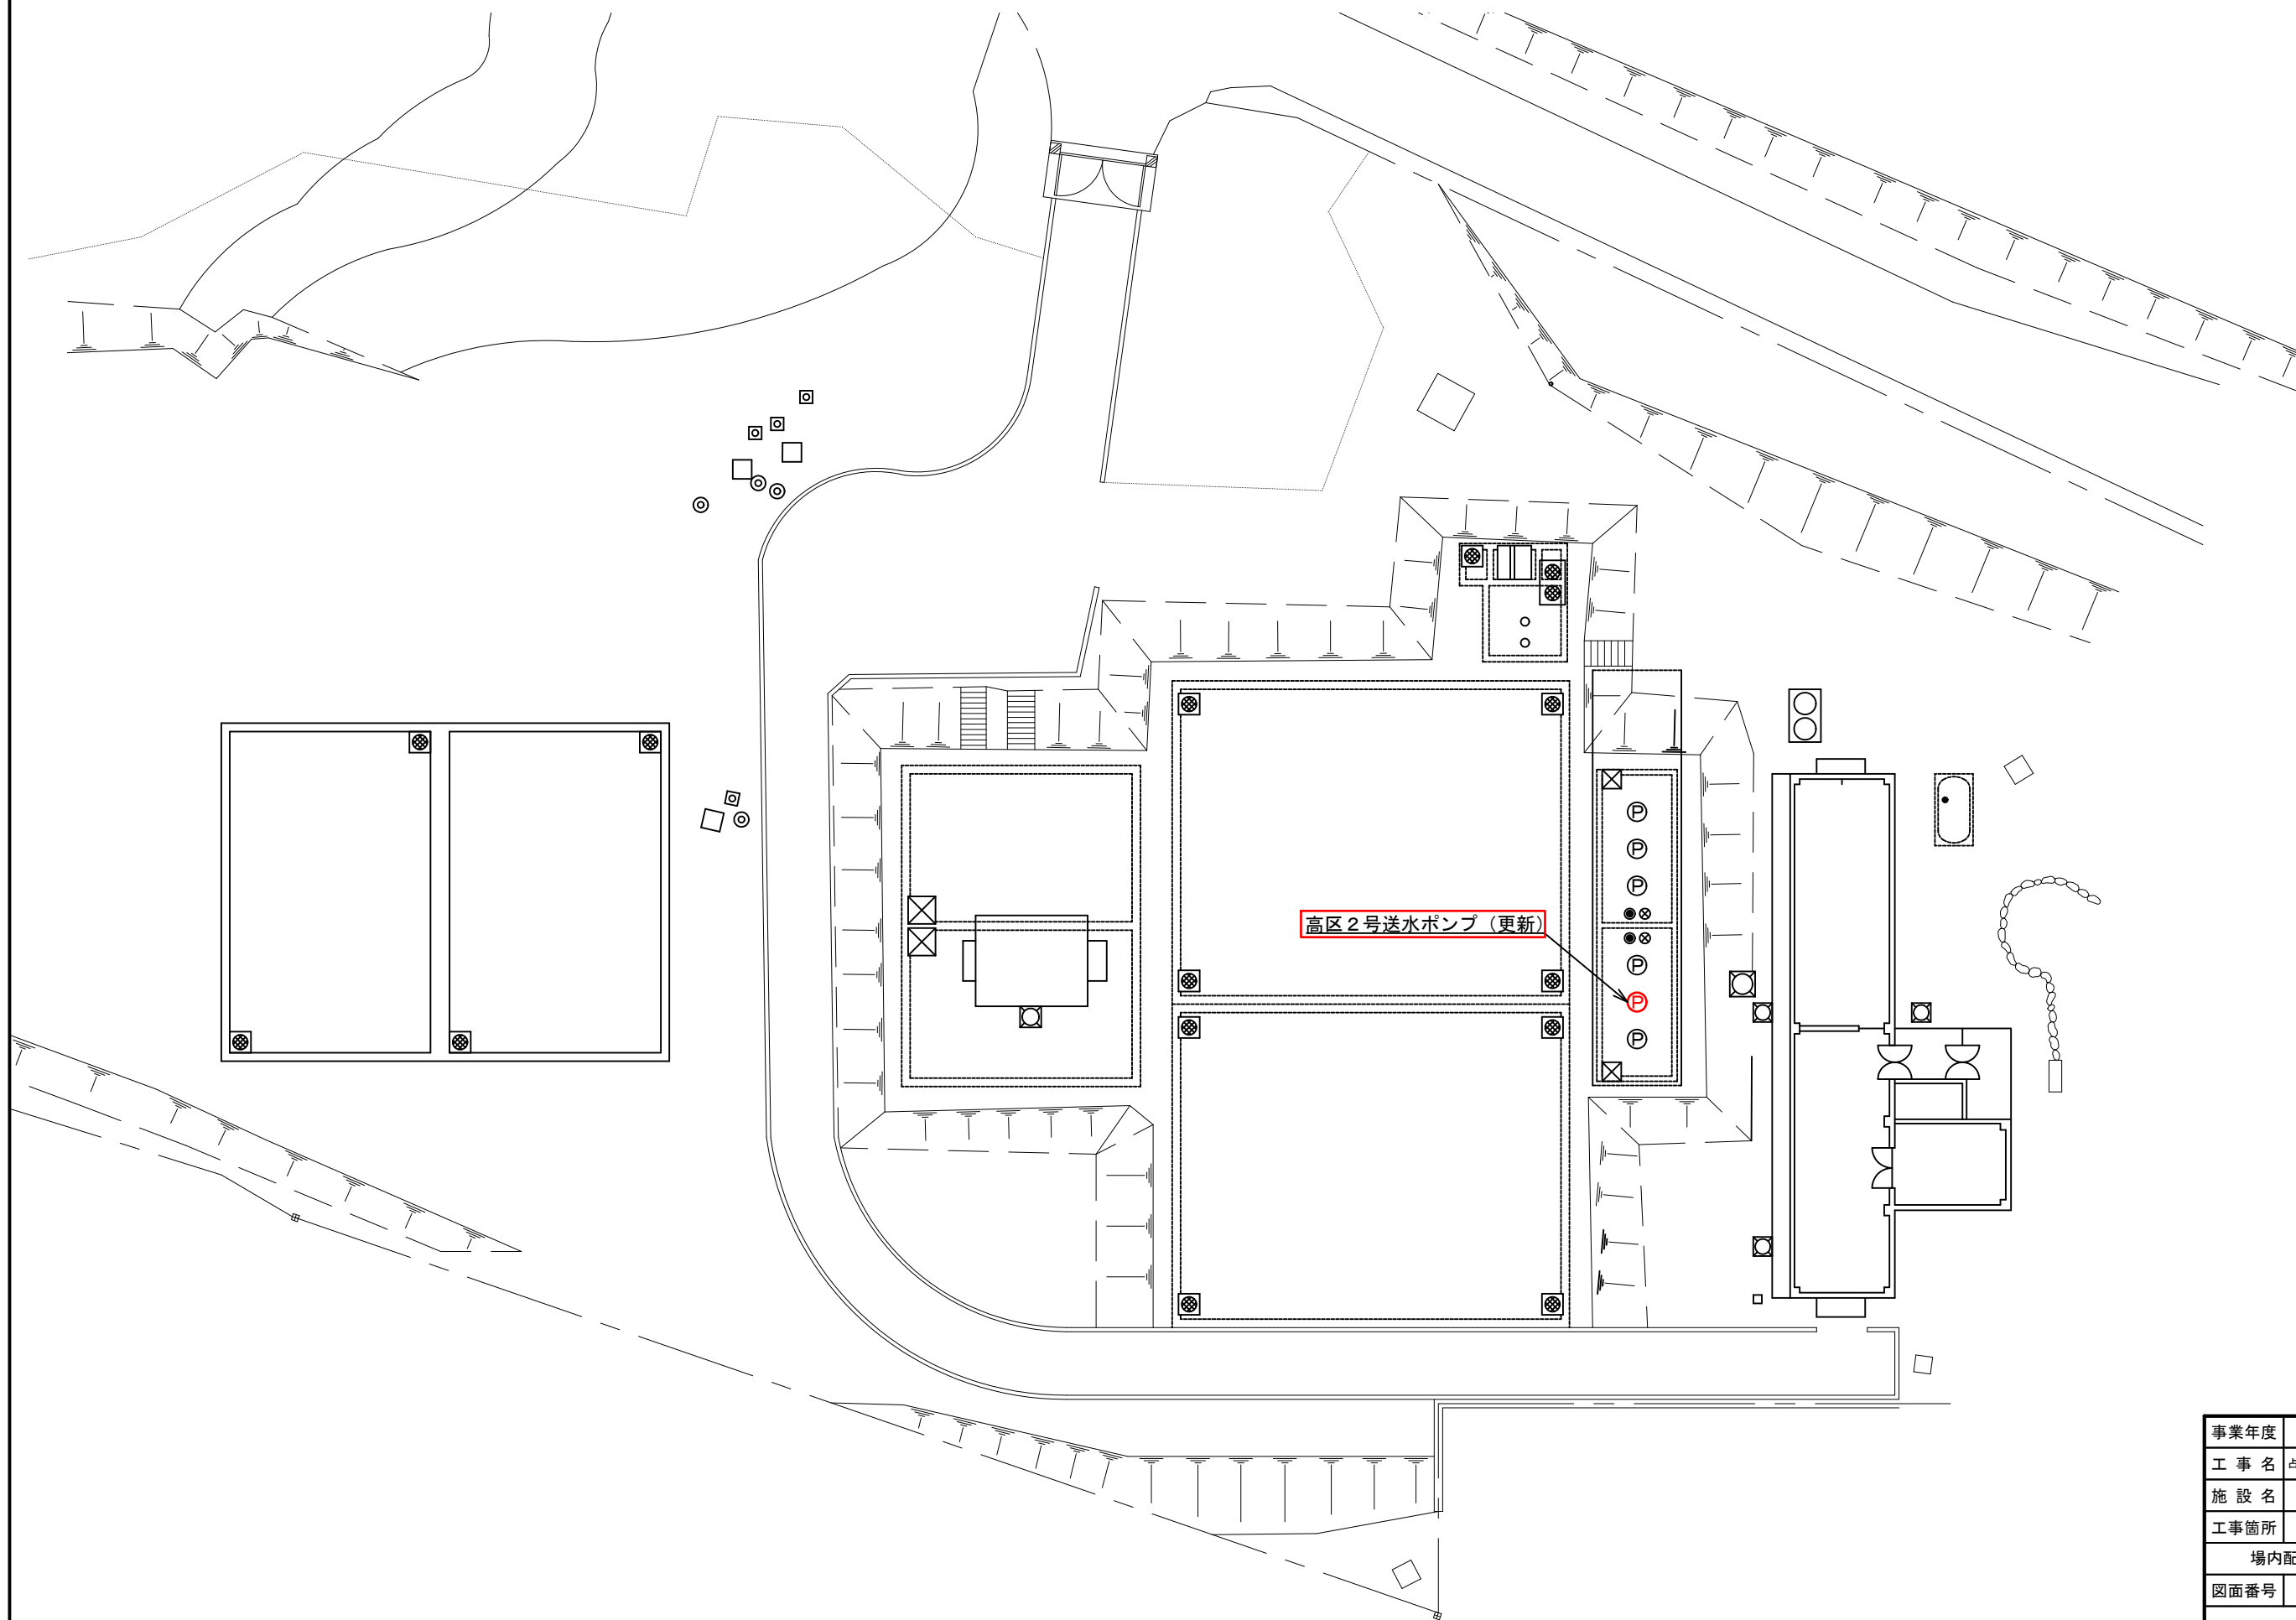 高区２号送水ポンプ（更新）
P
P
P
P
P
P
事業年度
工 事 名
施 設 名
工事箇所
場内配
図面番号